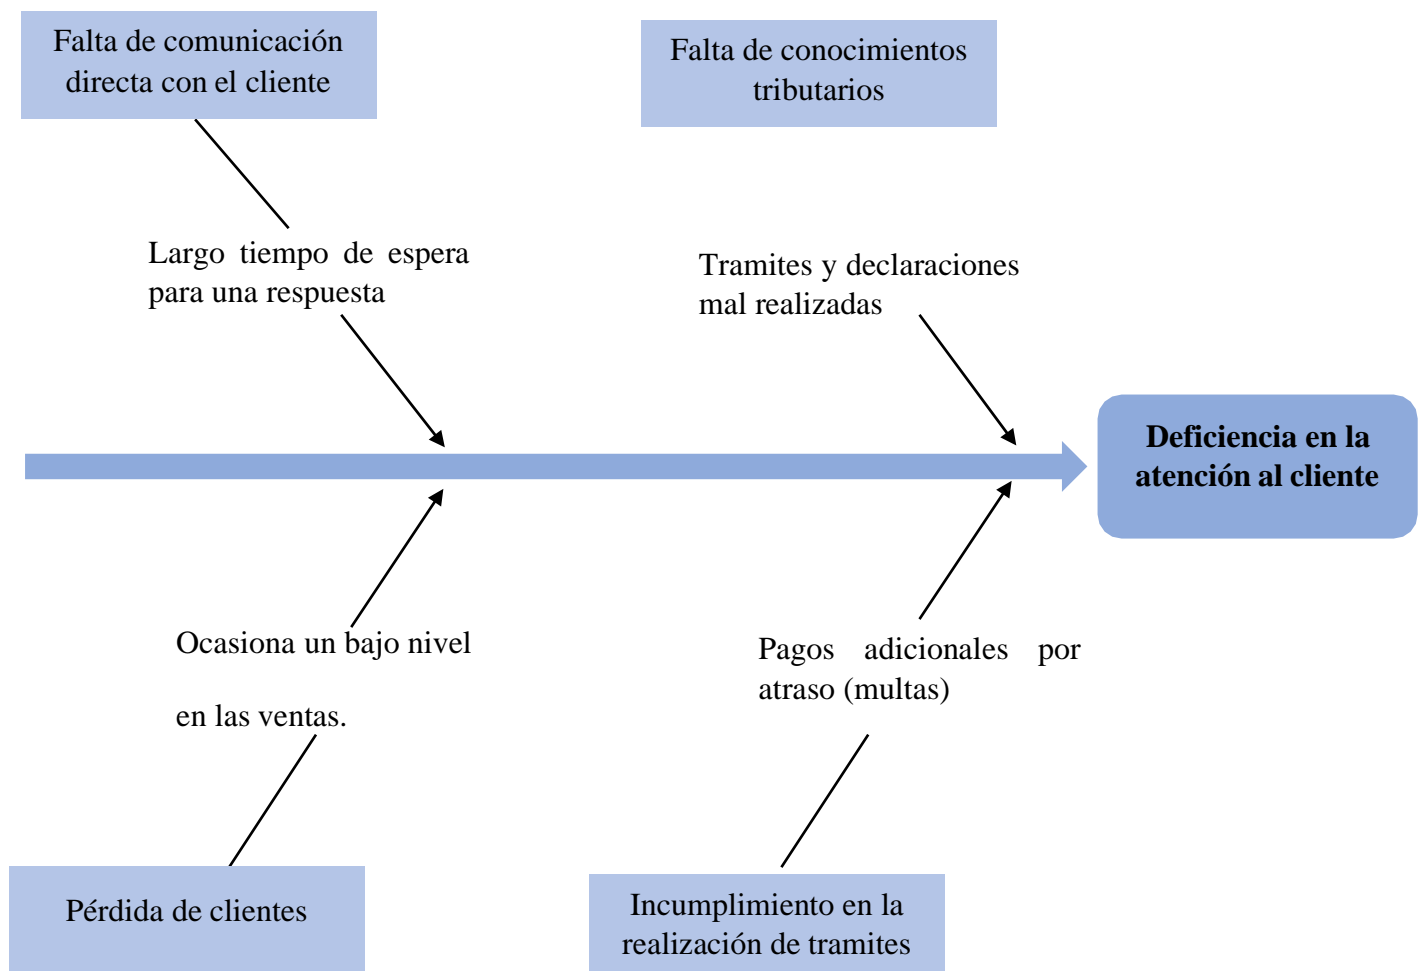 Falta de comunicación
directa con el cliente
Falta de conocimientos
tributarios
Largo tiempo de espera
para una respuesta
Tramites y declaraciones
mal realizadas
Deficiencia en la
atención al cliente
Ocasiona un bajo nivel
en las ventas.
Pagos adicionales por
atraso (multas)
Pérdida de clientes
Incumplimiento en la
realización de tramites